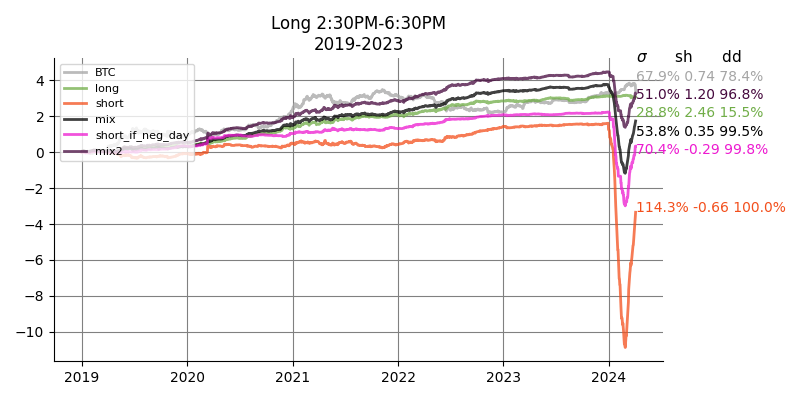 Long 2:30PM-6:30PM
2019-2023
σ sh dd
67.9% 0.74 78.4%
51.0% 1.20 96.8%
28.8% 2.46 15.5%
53.8% 0.35 99.5%
70.4% -0.29 99.8%
114.3% -0.66 100.0%
BTC
long
short
mix
short_if_neg_day
mix2
4
2
0
−2
−4
−6
−8
−10
2019 2020 2021 2022 2023 2024